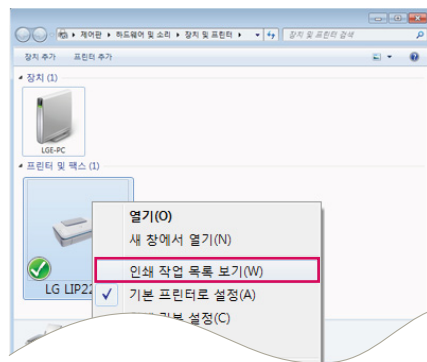 제어판 ▸ 하드웨어 및 소리 ▸ 장치 및 프린터 ▸
장치 및 프린터 검색
장치 추가 프린터 추가
장치 (1)
LGE-PC
프린터 및 팩스 (1)
열기(O)
새 창에서 열기(N)
인쇄 작업 목록 보기(W)
LG LIP22
기본 프린터로 설정(A)
설정(C)